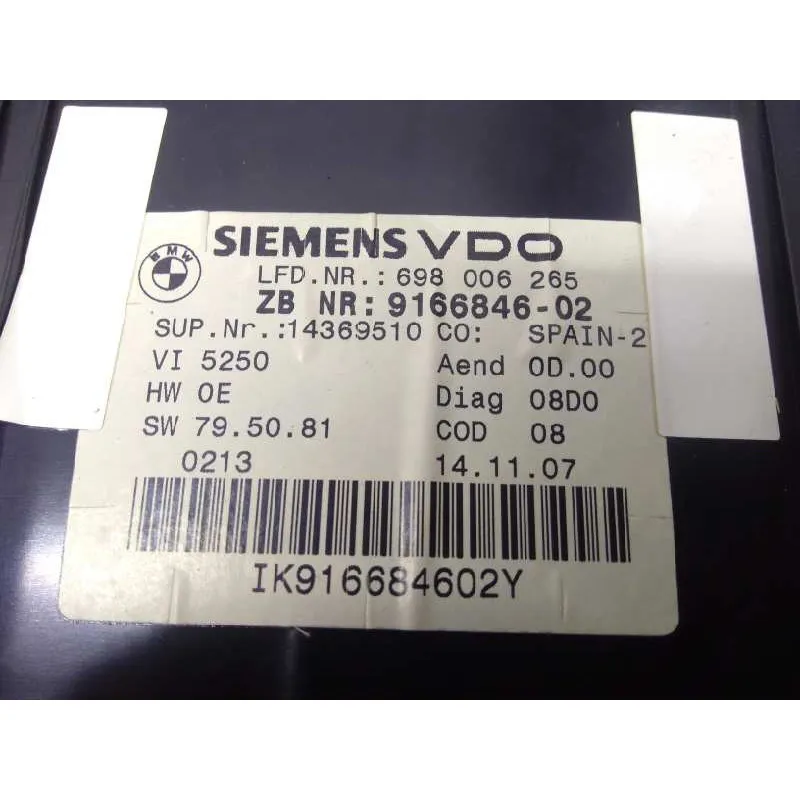 BMW
SIEMENS VDO
LFD.NR.: 698 006 265
ZB NR: 9166846-02
SUP.Nr.:14369510 CO: SPAIN-2
VI 5250 Aend 0D.00
HW 0E Diag 08D0
SW 79.50.81 COD 08
0213 14.11.07
IK916684602Y